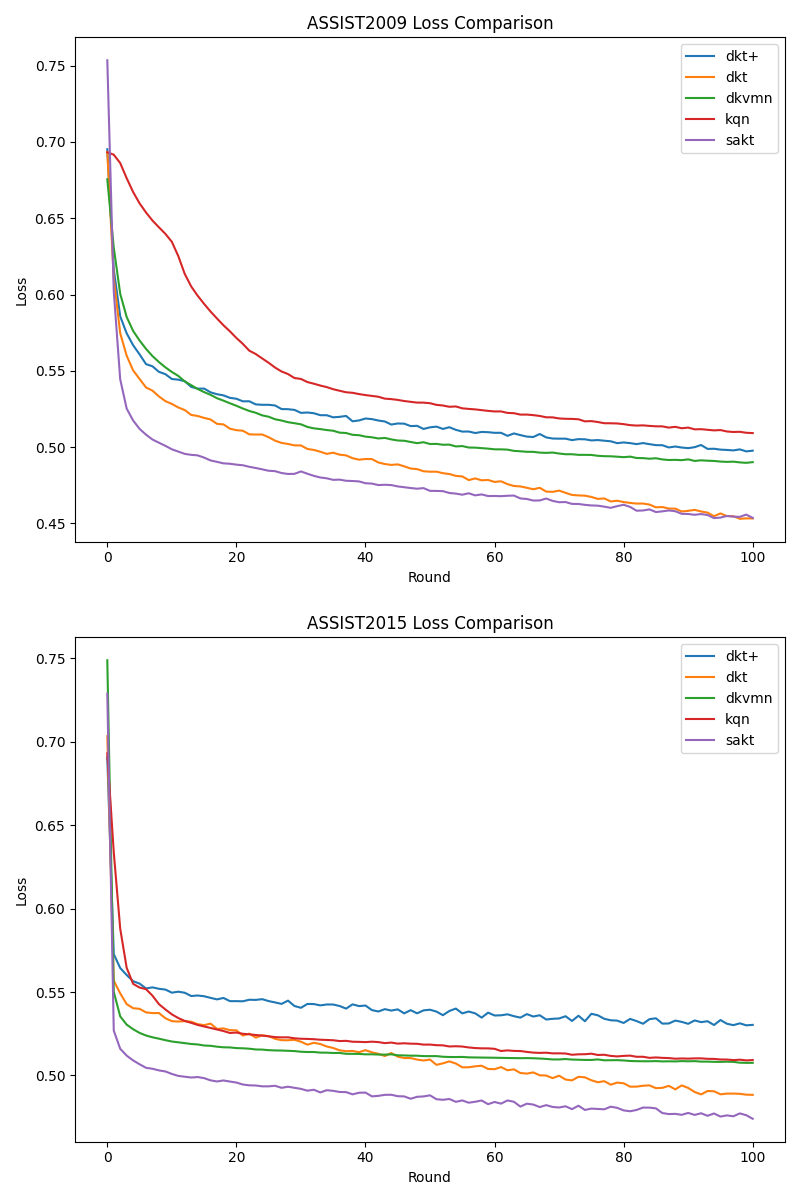 ASSIST2009 Loss Comparison
Loss
0.75
0.70
0.65
0.60
0.55
0.50
0.45
dkt+
dkt
dkvmn
kqn
sakt
0 20 40 60 80 100
Round
ASSIST2015 Loss Comparison
Loss
0.75
0.70
0.65
0.60
0.55
0.50
dkt+
dkt
dkvmn
kqn
sakt
0 20 40 60 80 100
Round